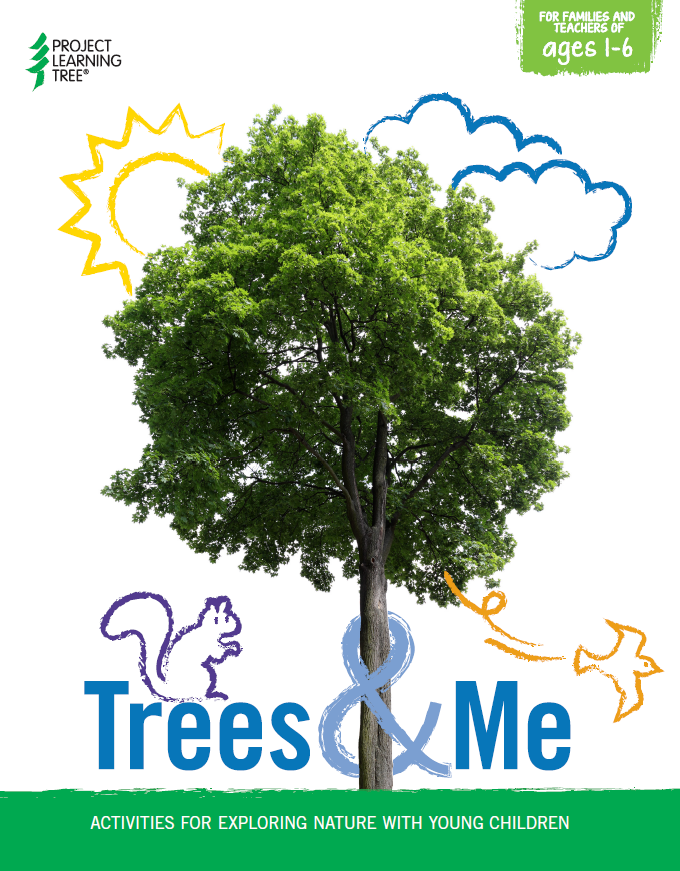 PROJECT
LEARNING
TREE®
FOR FAMILIES AND
TEACHERS OF
ages 1-6
Trees & Me
ACTIVITIES FOR EXPLORING NATURE WITH YOUNG CHILDREN